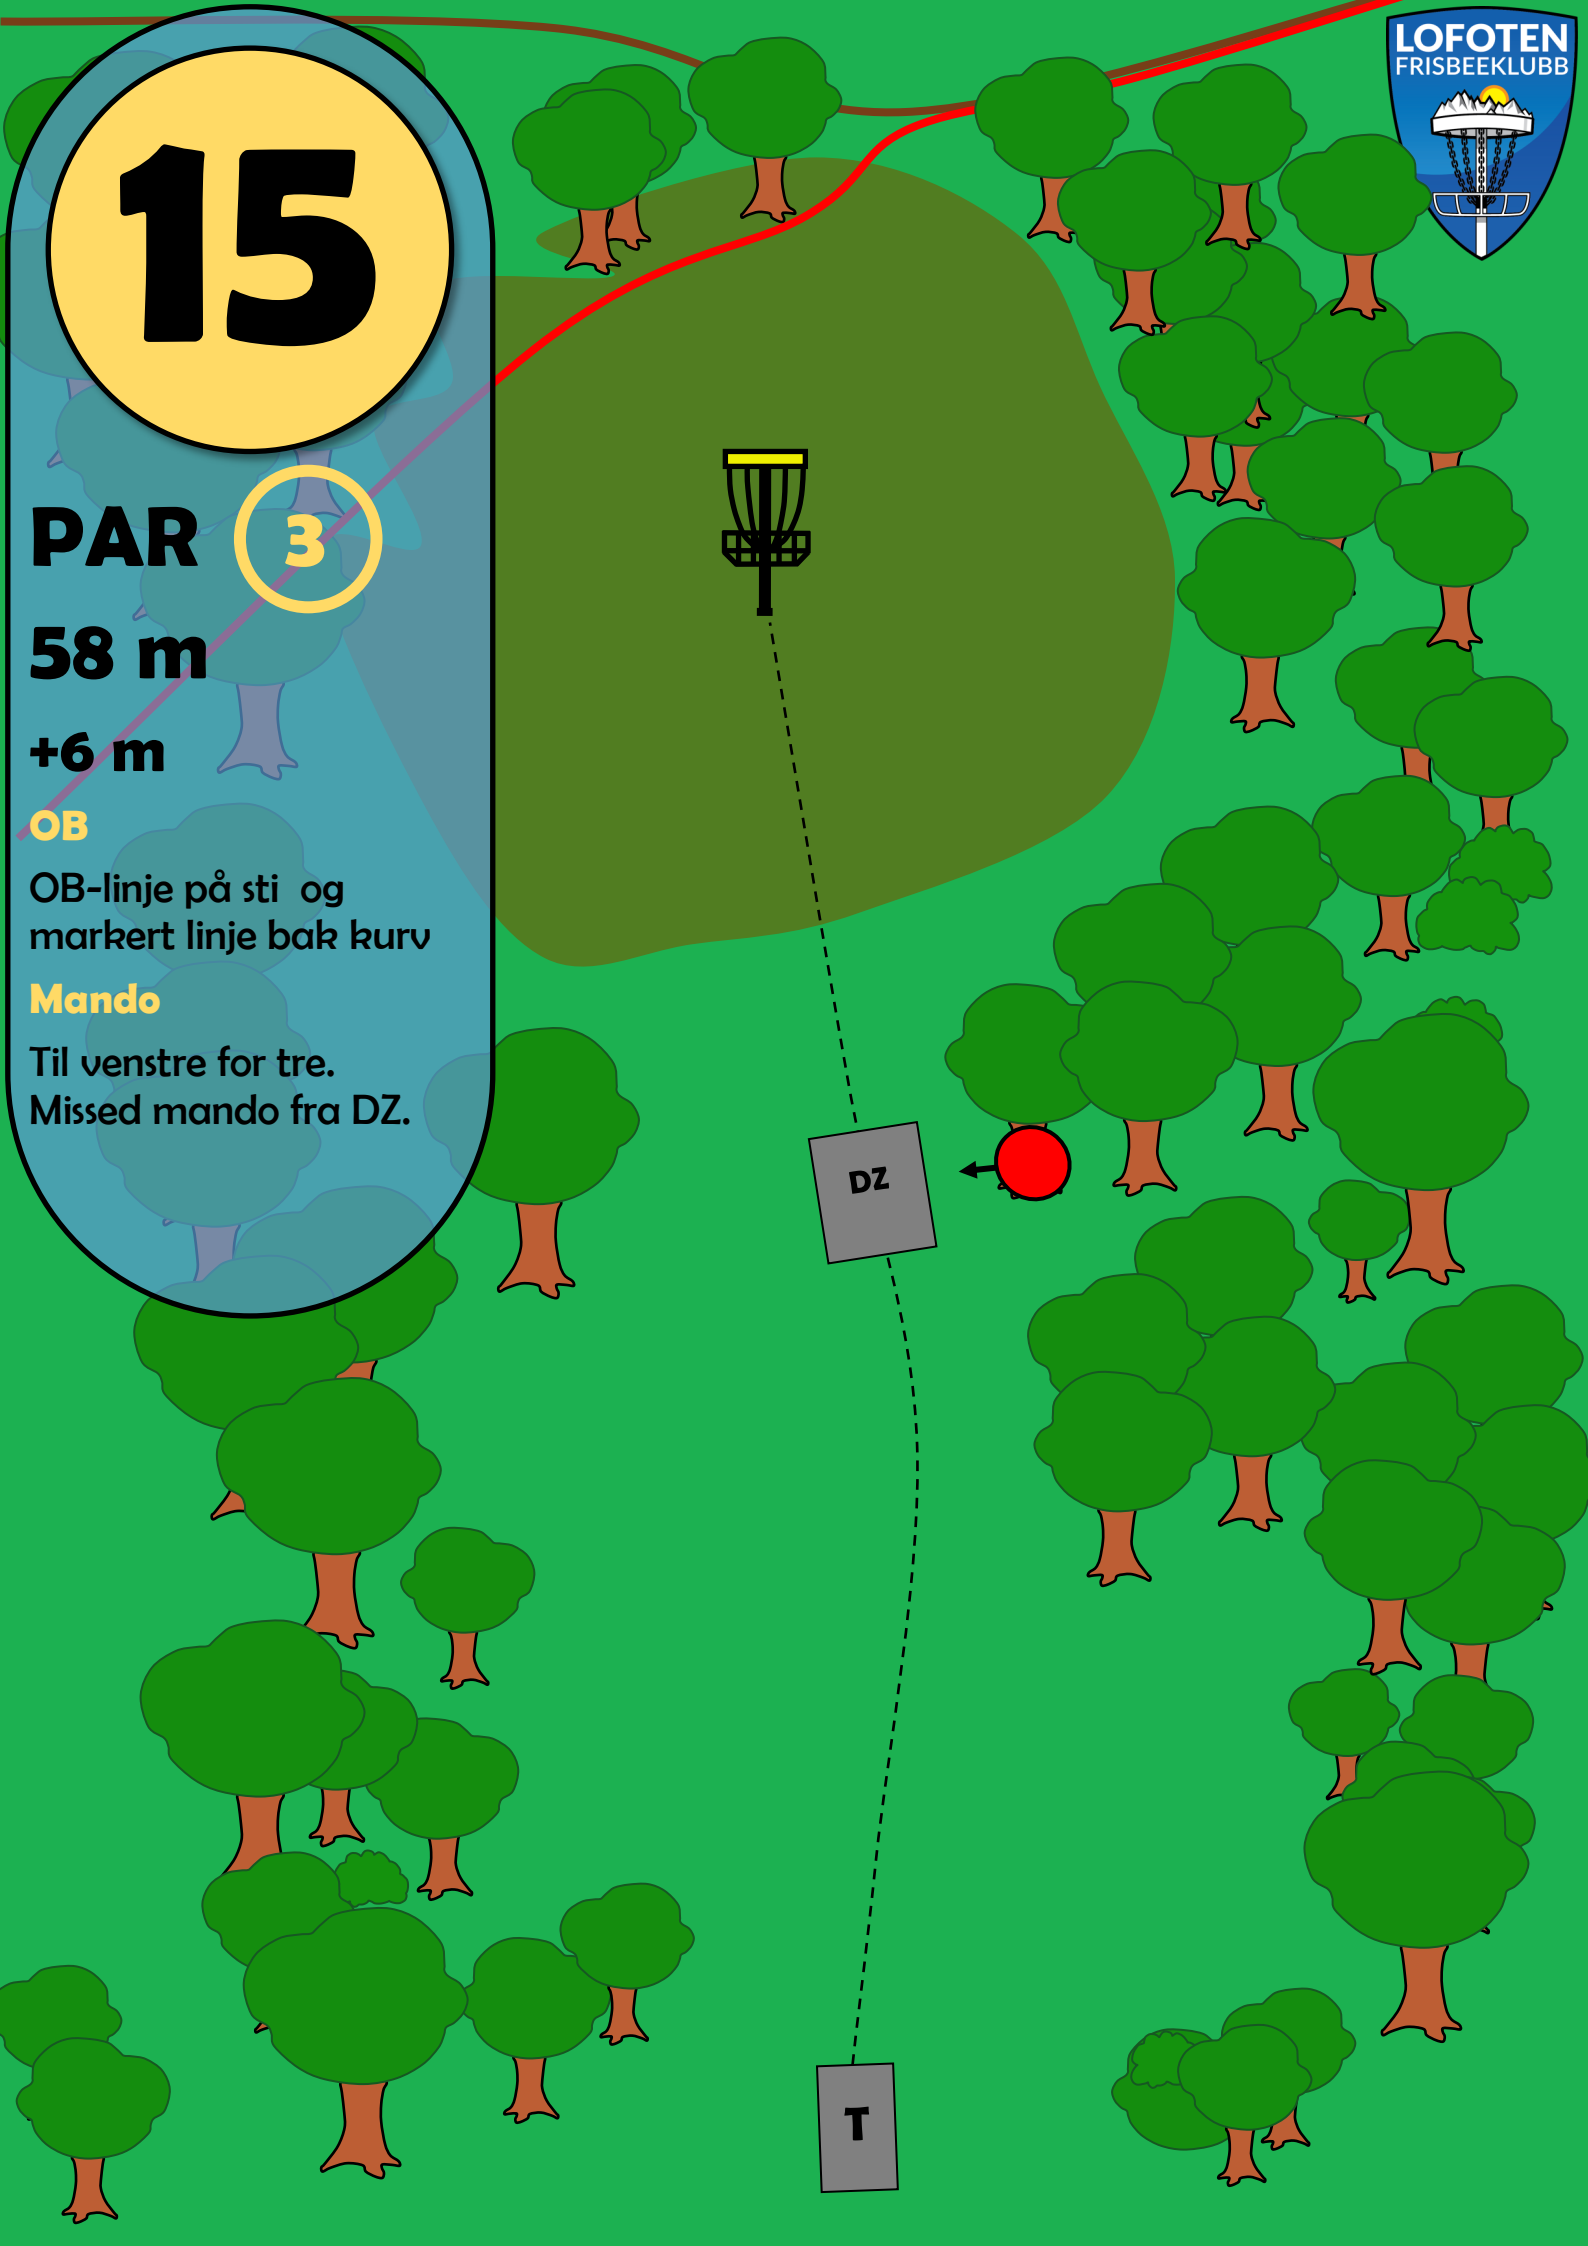 15
LOFOTEN
FRISBEEKLUBB
PAR 3
58 m
+6 m
OB
OB-linje på sti og
markert linje bak kurv
Mando
Til venstre for tre.
Missed mando fra DZ.
DZ
T